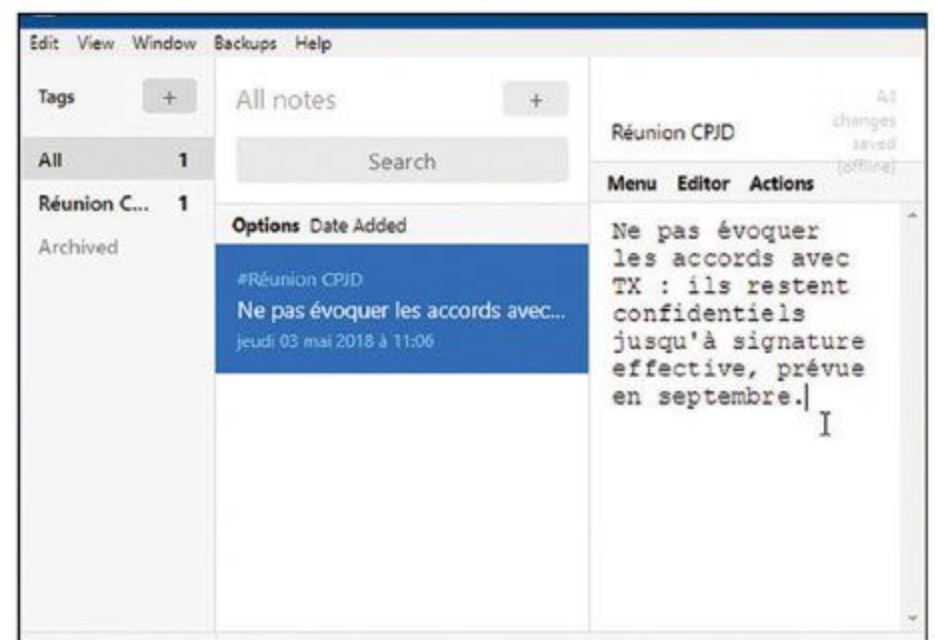 Edit View Window Backups Help
Tags +
All 1
Réunion C... 1
Archived
All notes +
Search
Options Date Added
#Réunion CPJD
Ne pas évoquer les accords avec...
jeudi 03 mai 2018 à 11:06
Réunion CPJD
All
changes
saved
(offline)
Menu Editor Actions
Ne pas évoquer
les accords avec
TX : ils restent
confidentiels
jusqu'à signature
effective, prévue
en septembre.